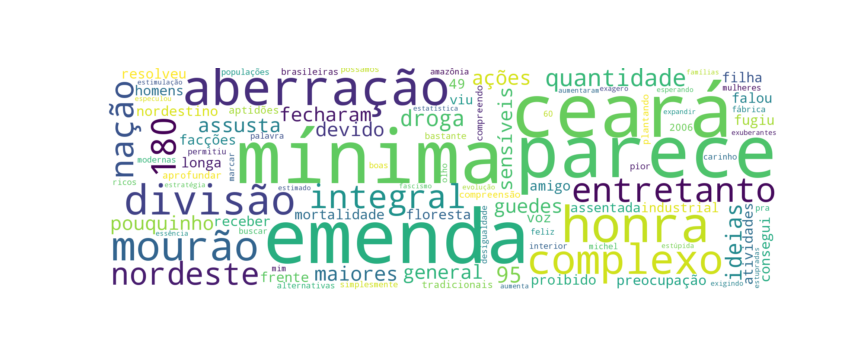 resolveu
populações
brasileiras
possamos
amazônia
ações
quantidade
famílias
estimulação
especulou
homens
aberração
49
viu
aumentaram
exagero
esperando
filha
mulheres
nordestino
aptidões
fecharam
droga
estatística
compreendo
ceará
plantando
expandir
falou
fábrica
nação
180
assusta
devido
palavra
bastante
sensíveis
60
2006
fugiu
facções
modernas
permitiu
longa
marcar
mínima
parece
exuberantes
pior
carinho
aprofundar
ricos
estratégia
estimado
boas
olho
fascismo
evolução
compreensão
amigo
entretanto
divisão
integral
guedes
assentada
industrial
pra
pouquinho
receber
mortalidade
floresta
voz
honra
ideias
atividades
consegui
essência
buscar
emenda
desigualdade
feliz
mourão
complexo
interior
michel
estúpida
estupradas
nordeste
mim
frente
maiores
general
95
proibido
preocupação
alternativas
simplesmente
tradicionais
aumenta
exigindo